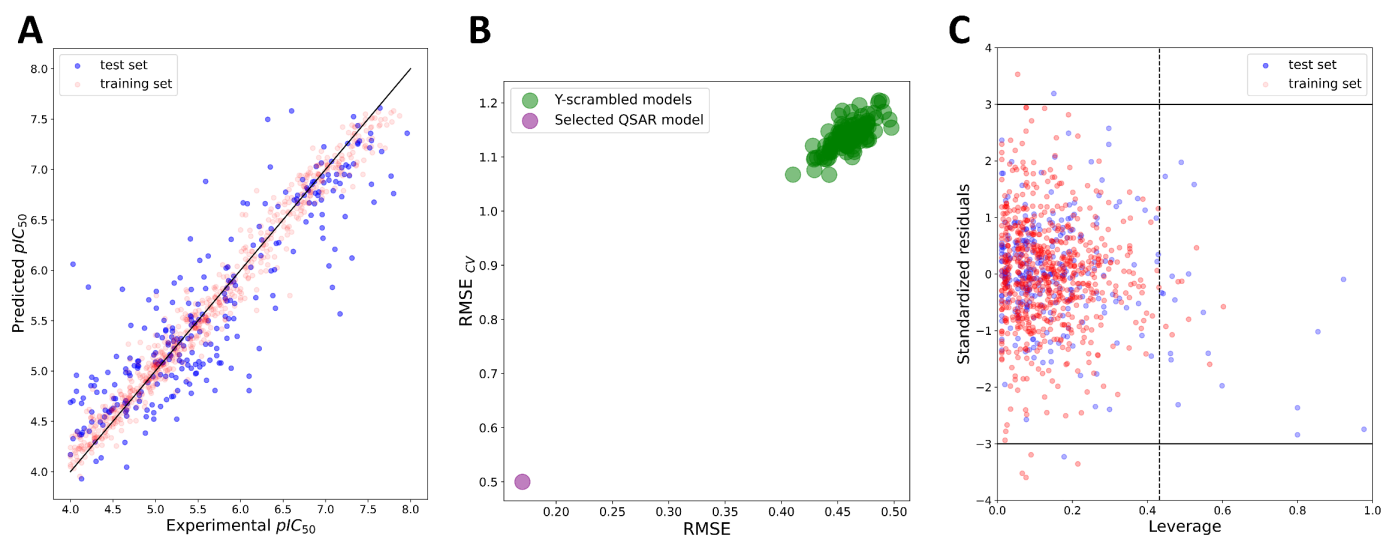 A
test set
training set
8.0
7.5
7.0
6.5
6.0
5.5
5.0
4.5
4.0
Predicted pIC50
4.0 4.5 5.0 5.5 6.0 6.5 7.0 7.5 8.0
Experimental pIC50
B
Y-scrambled models
Selected QSAR model
1.2
1.1
1.0
0.9
0.8
0.7
0.6
0.5
RMSE CV
0.20 0.25 0.30 0.35 0.40 0.45 0.50
RMSE
C
test set
training set
4
3
2
1
0
−1
−2
−3
−4
Standardized residuals
0.0 0.2 0.4 0.6 0.8 1.0
Leverage